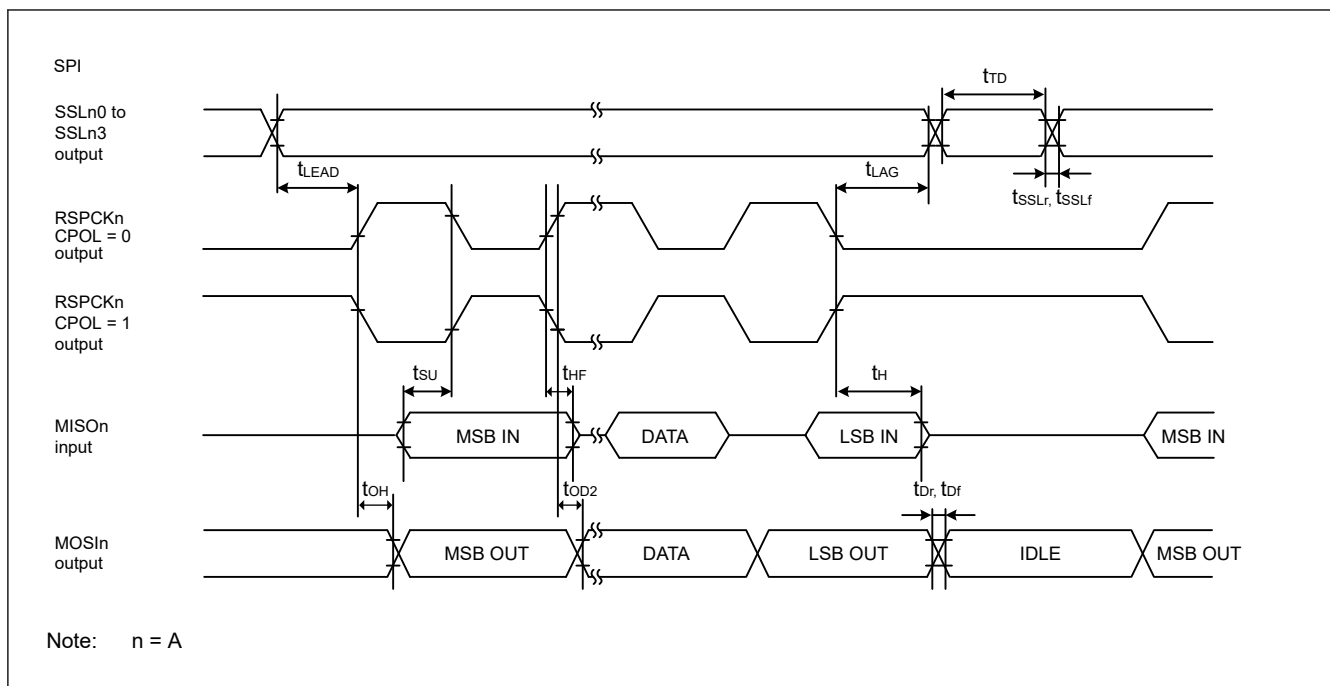 SPI
SSLn0 to
SSLn3
output
tTD
tLEAD
tLAG
tSSLr, tSSLf
RSPCKn
CPOL = 0
output
RSPCKn
CPOL = 1
output
tSU
tHF
tH
MISOn
input
MSB IN
DATA
LSB IN
MSB IN
tOH
tOD2
tDr, tDf
MOSIn
output
MSB OUT
DATA
LSB OUT
IDLE
MSB OUT
Note: n = A